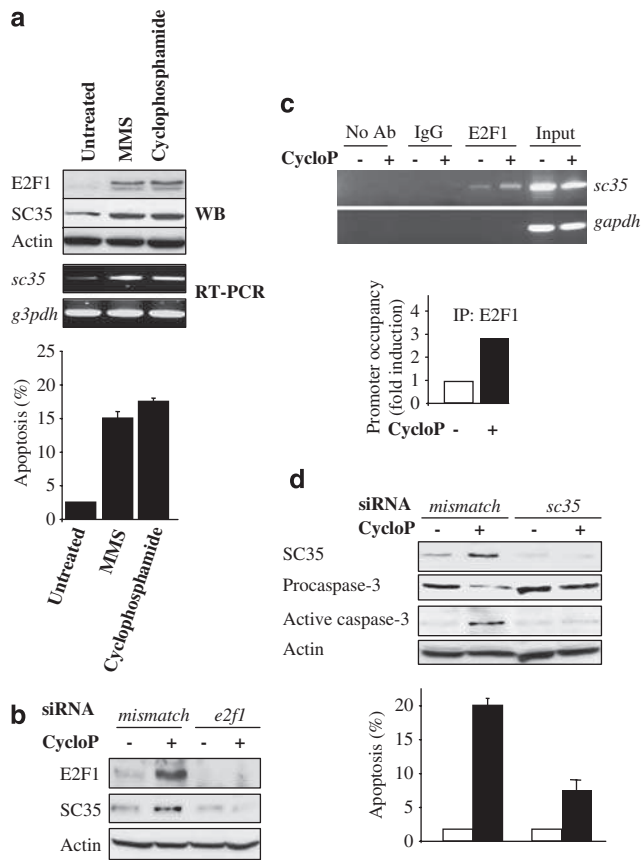 a
Untreated
MMS
Cyclophosphamide
E2F1
SC35
WB
Actin
sc35
RT-PCR
g3pdh
Apoptosis (%)
25
20
15
10
5
0
Untreated
MMS
Cyclophosphamide
b
siRNA
mismatch e2f1
CycloP - + - +
E2F1
SC35
Actin
c
No Ab IgG E2F1 Input
CycloP - + - + - + - +
sc35
gapdh
Promoter occupancy
(fold induction)
4
3
2
1
0
IP: E2F1
CycloP - +
d
siRNA mismatch sc35
CycloP - + - +
SC35
Procaspase-3
Active caspase-3
Actin
Apoptosis (%)
20
15
10
5
0